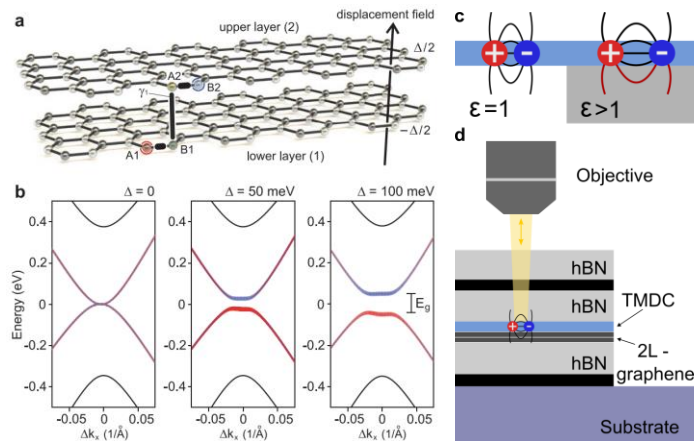 a
upper layer (2)
displacement field
Δ/2
A2
B2
γ₁
-Δ/2
A1
B1
lower layer (1)
b
Δ = 0
Δ = 50 meV
Δ = 100 meV
Energy (eV)
0.4
0.2
0
-0.2
-0.4
Eg
-0.05 0 0.05
-0.05 0 0.05
-0.05 0 0.05
Δkₓ (1/Å)
Δkₓ (1/Å)
Δkₓ (1/Å)
c
+ -
+ -
ε=1
ε>1
d
Objective
hBN
hBN
TMDC
+ -
2L -
graphene
hBN
Substrate